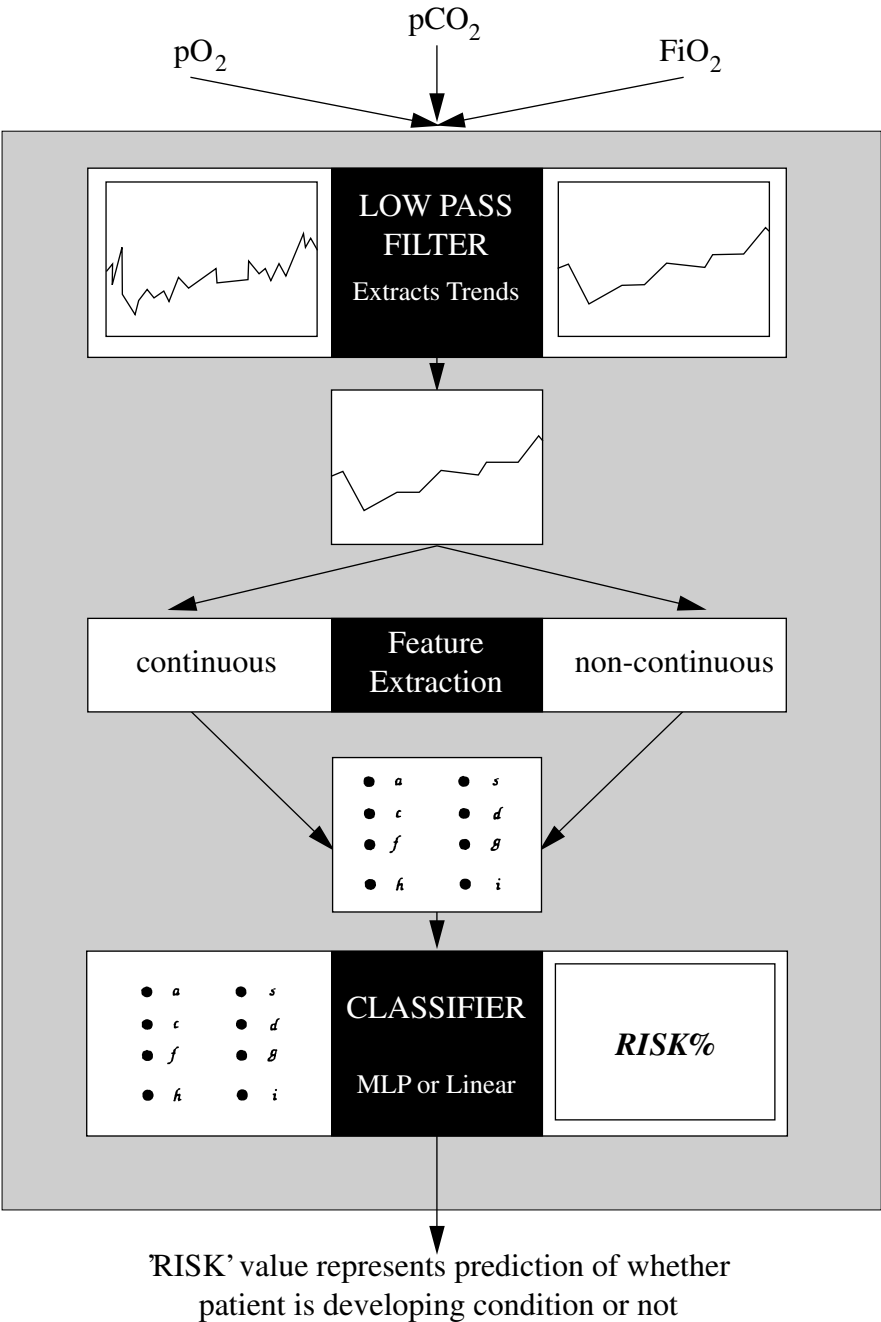 pCO₂
pO₂
FiO₂
LOW PASS
FILTER
Extracts Trends
continuous
Feature
Extraction
non-continuous
a s
c d
f g
h i
a s
c d
f g
h i
CLASSIFIER
MLP or Linear
RISK%
'RISK' value represents prediction of whether
patient is developing condition or not